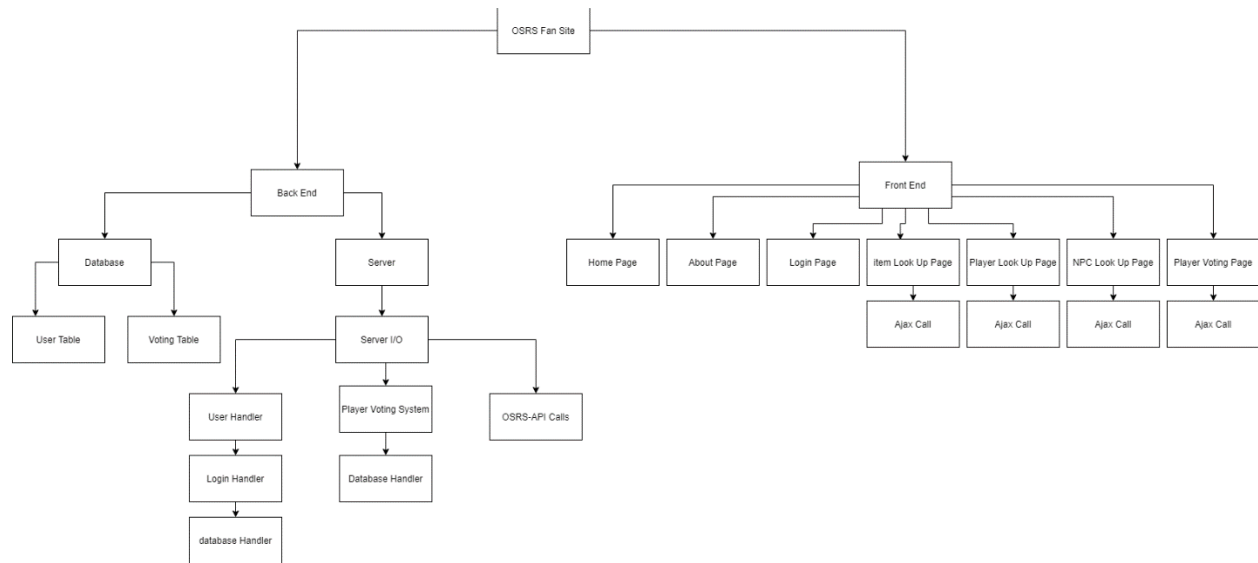 OSRS Fan Site
Back End
Front End
Database
Server
Home Page
About Page
Login Page
item Look Up Page
Player Look Up Page
NPC Look Up Page
Player Voting Page
User Table
Voting Table
Server I/O
Ajax Call
Ajax Call
Ajax Call
Ajax Call
User Handler
Player Voting System
OSRS-API Calls
Login Handler
Database Handler
database Handler